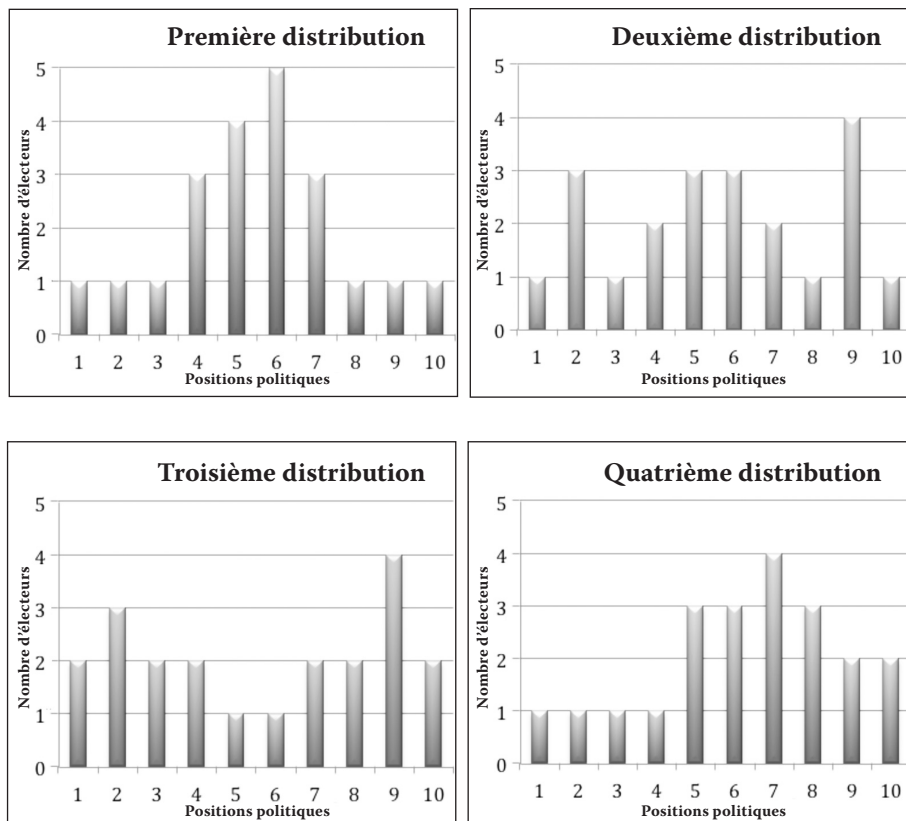 Première distribution
Nombre d'électeurs
5
4
3
2
1
0
1 2 3 4 5 6 7 8 9 10
Positions politiques
Deuxième distribution
Nombre d'électeurs
5
4
3
2
1
0
1 2 3 4 5 6 7 8 9 10
Positions politiques
Troisième distribution
Nombre d'électeurs
5
4
3
2
1
0
1 2 3 4 5 6 7 8 9 10
Positions politiques
Quatrième distribution
Nombre d'électeurs
5
4
3
2
1
0
1 2 3 4 5 6 7 8 9 10
Positions politiques